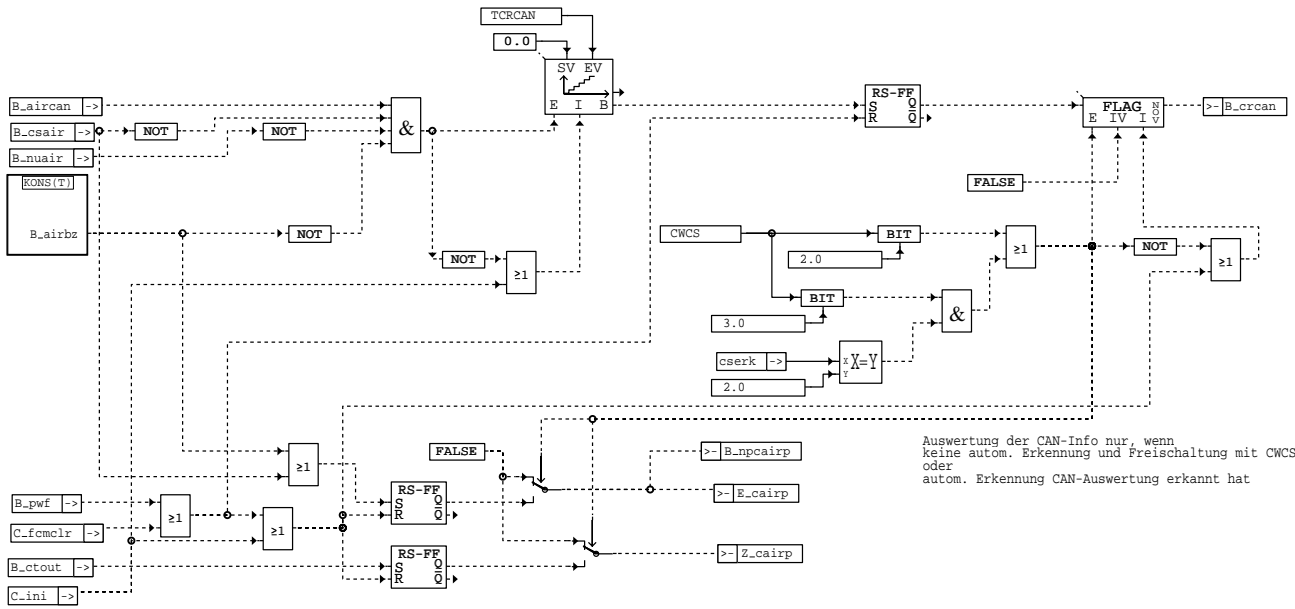 TCRCAN
0.0
SV EV
E I B
B_aircan ->
B_csair ->
B_nuair ->
NOT
NOT
&
RS-FF
S Q
R Q
FLAG
E IV I
NOV
>- B_crcan
KONS(T)
B_airbz
NOT
FALSE
CWCS
BIT
2.0
≥1
NOT
≥1
NOT
≥1
BIT
3.0
&
cserk ->
2.0
X
Y
X=Y
FALSE
≥1
>- B_npcairp
Auswertung der CAN-Info nur, wenn
keine autom. Erkennung und Freischaltung mit CWCS
oder
autom. Erkennung CAN-Auswertung erkannt hat
B_pwf ->
C_fcmclr ->
≥1
≥1
RS-FF
S Q
R Q
>- E_cairp
B_ctout ->
C_ini ->
RS-FF
S Q
R Q
>- Z_cairp